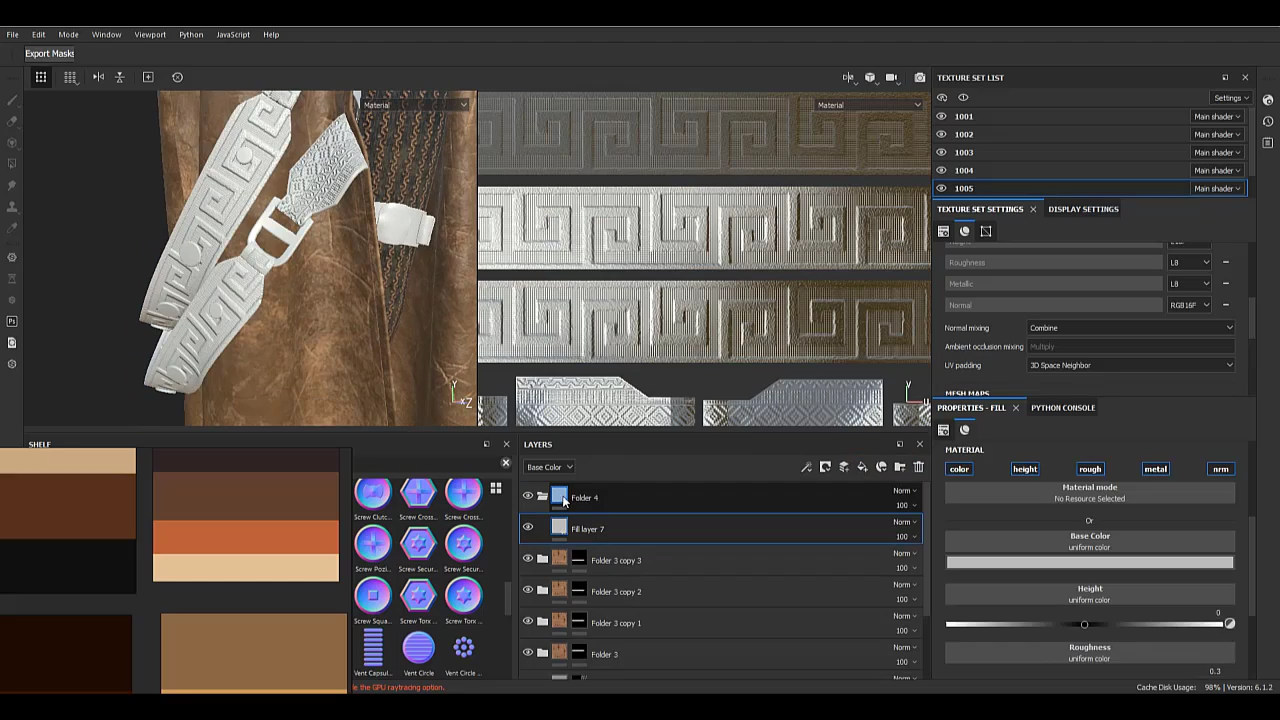 File Edit Mode Window Viewport Python JavaScript Help
Export Masks
Material
Material
TEXTURE SET LIST
Settings
1001 Main shader
1002 Main shader
1003 Main shader
1004 Main shader
1005 Main shader
TEXTURE SET SETTINGS DISPLAY SETTINGS
Roughness L8
Metallic L8
Normal RGB16F
Normal mixing Combine
Ambient occlusion mixing Multiply
UV padding 3D Space Neighbor
MESH MAPS
PROPERTIES - FILL PYTHON CONSOLE
MATERIAL
color height rough metal nrm
Material mode
No Resource Selected
Or
Base Color
uniform color
Height
uniform color
0
Roughness
uniform color
0.3
SHELF
Screw Clutc... Screw Cross... Screw Cross...
Screw Pozi... Screw Secur... Screw Secur...
Screw Squa... Screw Torx ... Screw Torx ...
Vent Capsul... Vent Circle Vent Circle ...
LAYERS
Base Color
Folder 4 Norm
100
Fill layer 7 Norm
100
Folder 3 copy 3 Norm
100
Folder 3 copy 2 Norm
100
Folder 3 copy 1 Norm
100
Folder 3 Norm
100
Norm
le the GPU raytracing option.
Cache Disk Usage: 98% | Version: 6.1.2
Y
Z
Y